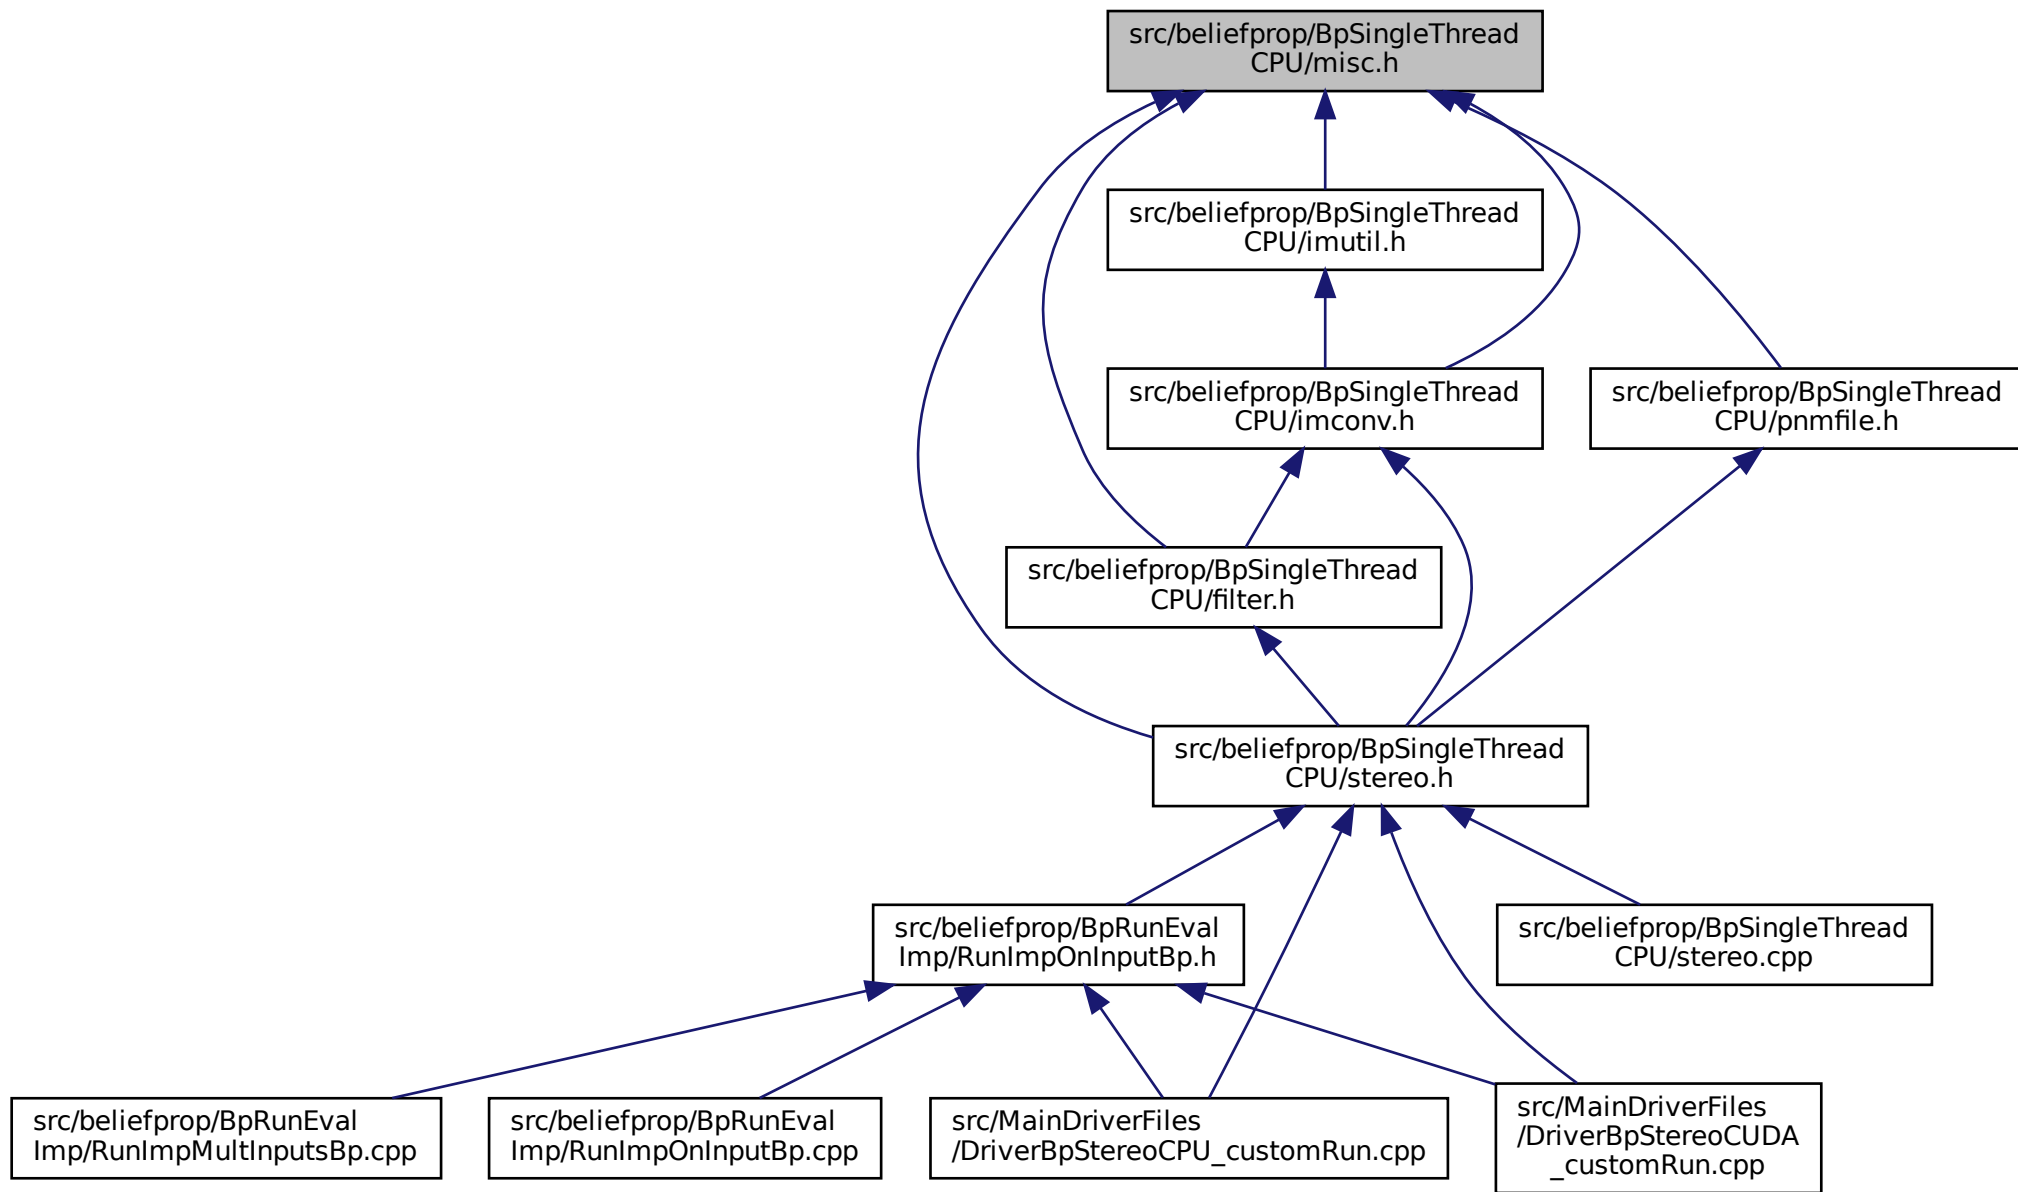 src/beliefprop/BpSingleThread
CPU/misc.h
src/beliefprop/BpSingleThread
CPU/imutil.h
src/beliefprop/BpSingleThread
CPU/imconv.h
src/beliefprop/BpSingleThread
CPU/pnmfile.h
src/beliefprop/BpSingleThread
CPU/filter.h
src/beliefprop/BpSingleThread
CPU/stereo.h
src/beliefprop/BpRunEval
Imp/RunImpOnInputBp.h
src/beliefprop/BpSingleThread
CPU/stereo.cpp
src/beliefprop/BpRunEval
Imp/RunImpMultInputsBp.cpp
src/beliefprop/BpRunEval
Imp/RunImpOnInputBp.cpp
src/MainDriverFiles
/DriverBpStereoCPU_customRun.cpp
src/MainDriverFiles
/DriverBpStereoCUDA
_customRun.cpp